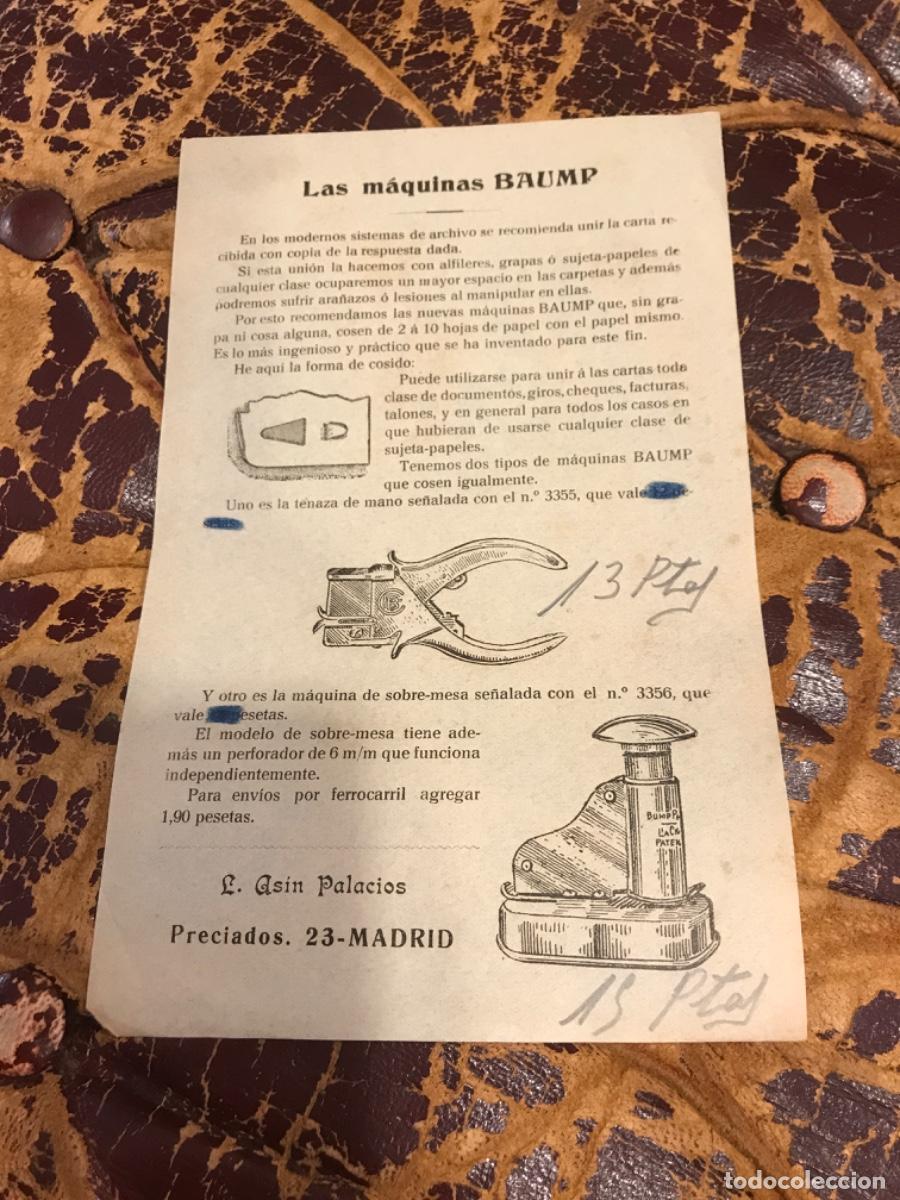 Las máquinas BAUMP
En los modernos sistemas de archivo se recomienda unir la carta re-
cibida con copia de la respuesta dada.
Si esta unión la hacemos con alfileres, grapas ó sujeta-papeles de
cualquier clase ocuparemos un mayor espacio en las carpetas y además
podremos sufrir arañazos ó lesiones al manipular en ellas.
Por esto recomendamos las nuevas máquinas BAUMP que, sin gra-
pa ni cosa alguna, cosen de 2 á 10 hojas de papel con el papel mismo.
Es lo más ingenioso y práctico que se ha inventado para este fin.
He aquí la forma de cosido:
Puede utilizarse para unir á las cartas toda
clase de documentos, giros, cheques, facturas,
talones, y en general para todos los casos en
que hubieran de usarse cualquier clase de
sujeta-papeles.
Tenemos dos tipos de máquinas BAUMP
que cosen igualmente.
Uno es la tenaza de mano señalada con el n.º 3355, que vale
13 Ptas
Y otro es la máquina de sobre-mesa señalada con el n.º 3356, que
vale pesetas.
El modelo de sobre-mesa tiene ade-
más un perforador de 6 m/m que funciona
independientemente.
Para envíos por ferrocarril agregar
1,90 pesetas.
BUMP
PATEN
L. Asín Palacios
Preciados, 23-MADRID
15 Ptas
todocoleccion